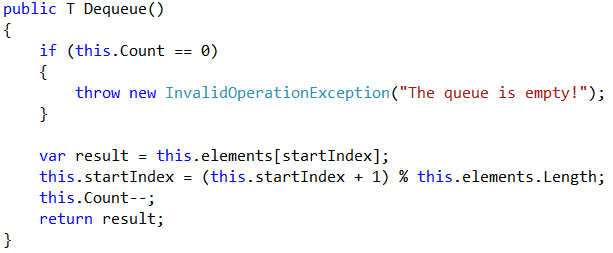 public T Dequeue()
{
    if (this.Count == 0)
    {
        throw new InvalidOperationException("The queue is empty!");
    }

    var result = this.elements[startIndex];
    this.startIndex = (this.startIndex + 1) % this.elements.Length;
    this.Count--;
    return result;
}